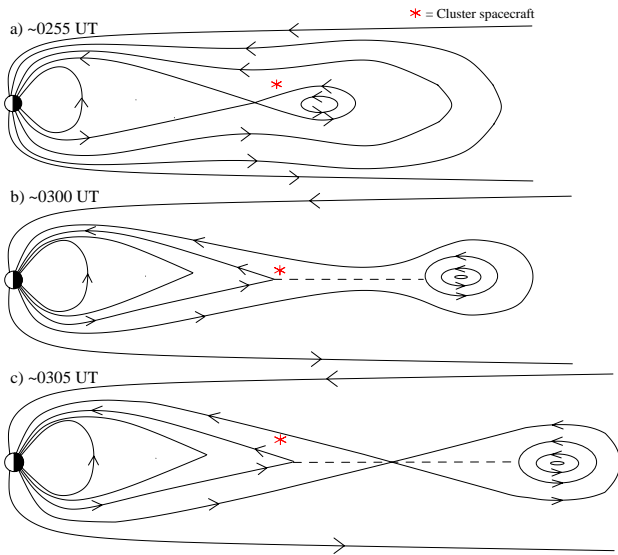 * = Cluster spacecraft
a) ~0255 UT
b) ~0300 UT
c) ~0305 UT